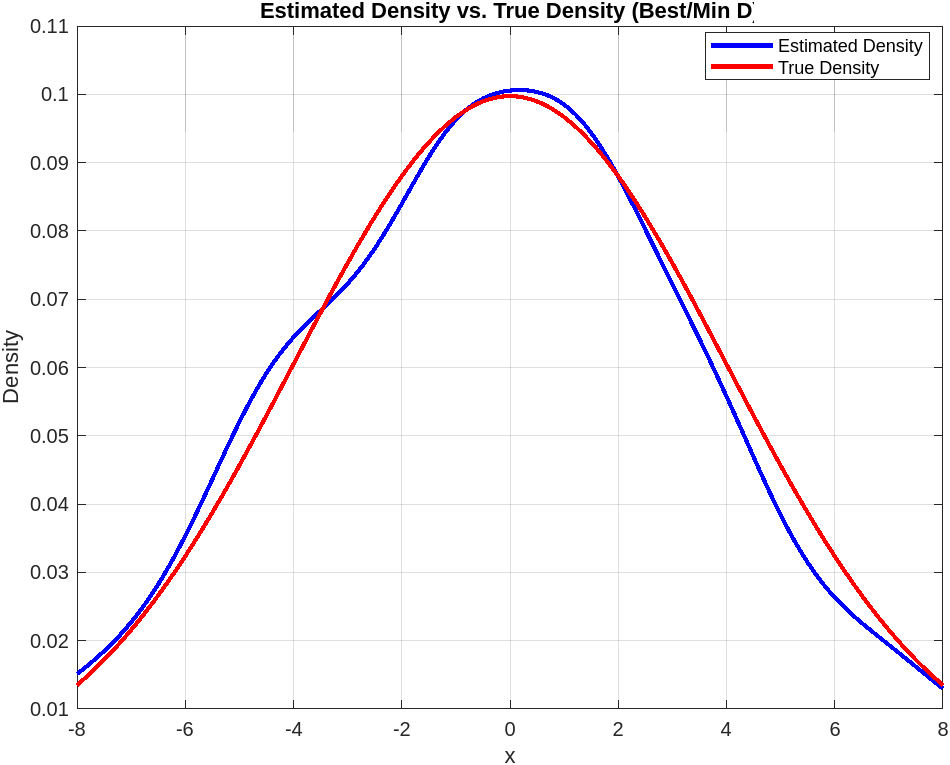 Estimated Density vs. True Density (Best/Min D)
Estimated Density
True Density
0.11
0.1
0.09
0.08
0.07
0.06
0.05
0.04
0.03
0.02
0.01
Density
-8 -6 -4 -2 0 2 4 6 8
x